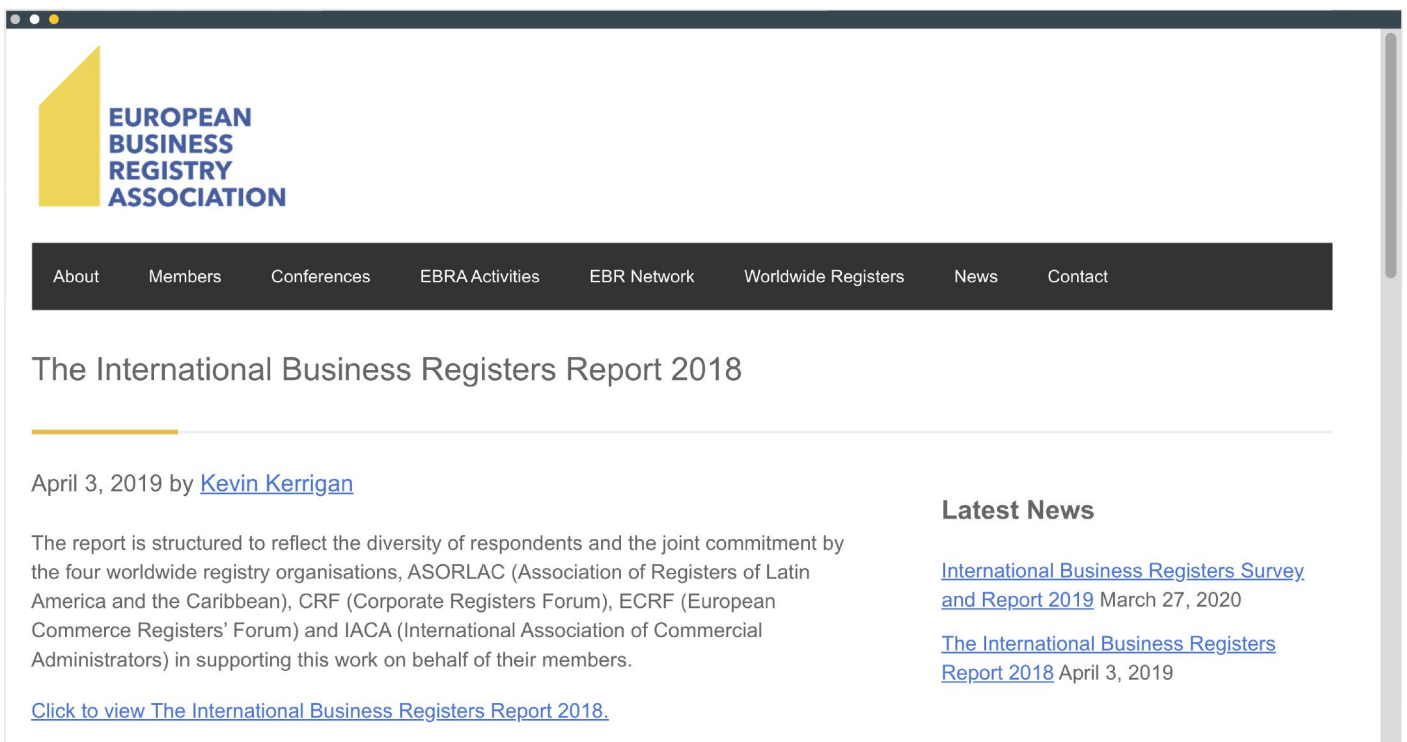 EUROPEAN
BUSINESS
REGISTRY
ASSOCIATION
About Members Conferences EBRA Activities EBR Network Worldwide Registers News Contact
The International Business Registers Report 2018
April 3, 2019 by Kevin Kerrigan
The report is structured to reflect the diversity of respondents and the joint commitment by
the four worldwide registry organisations, ASORLAC (Association of Registers of Latin
America and the Caribbean), CRF (Corporate Registers Forum), ECRF (European
Commerce Registers’ Forum) and IACA (International Association of Commercial
Administrators) in supporting this work on behalf of their members.
Click to view The International Business Registers Report 2018.
Latest News
International Business Registers Survey
and Report 2019 March 27, 2020
The International Business Registers
Report 2018 April 3, 2019